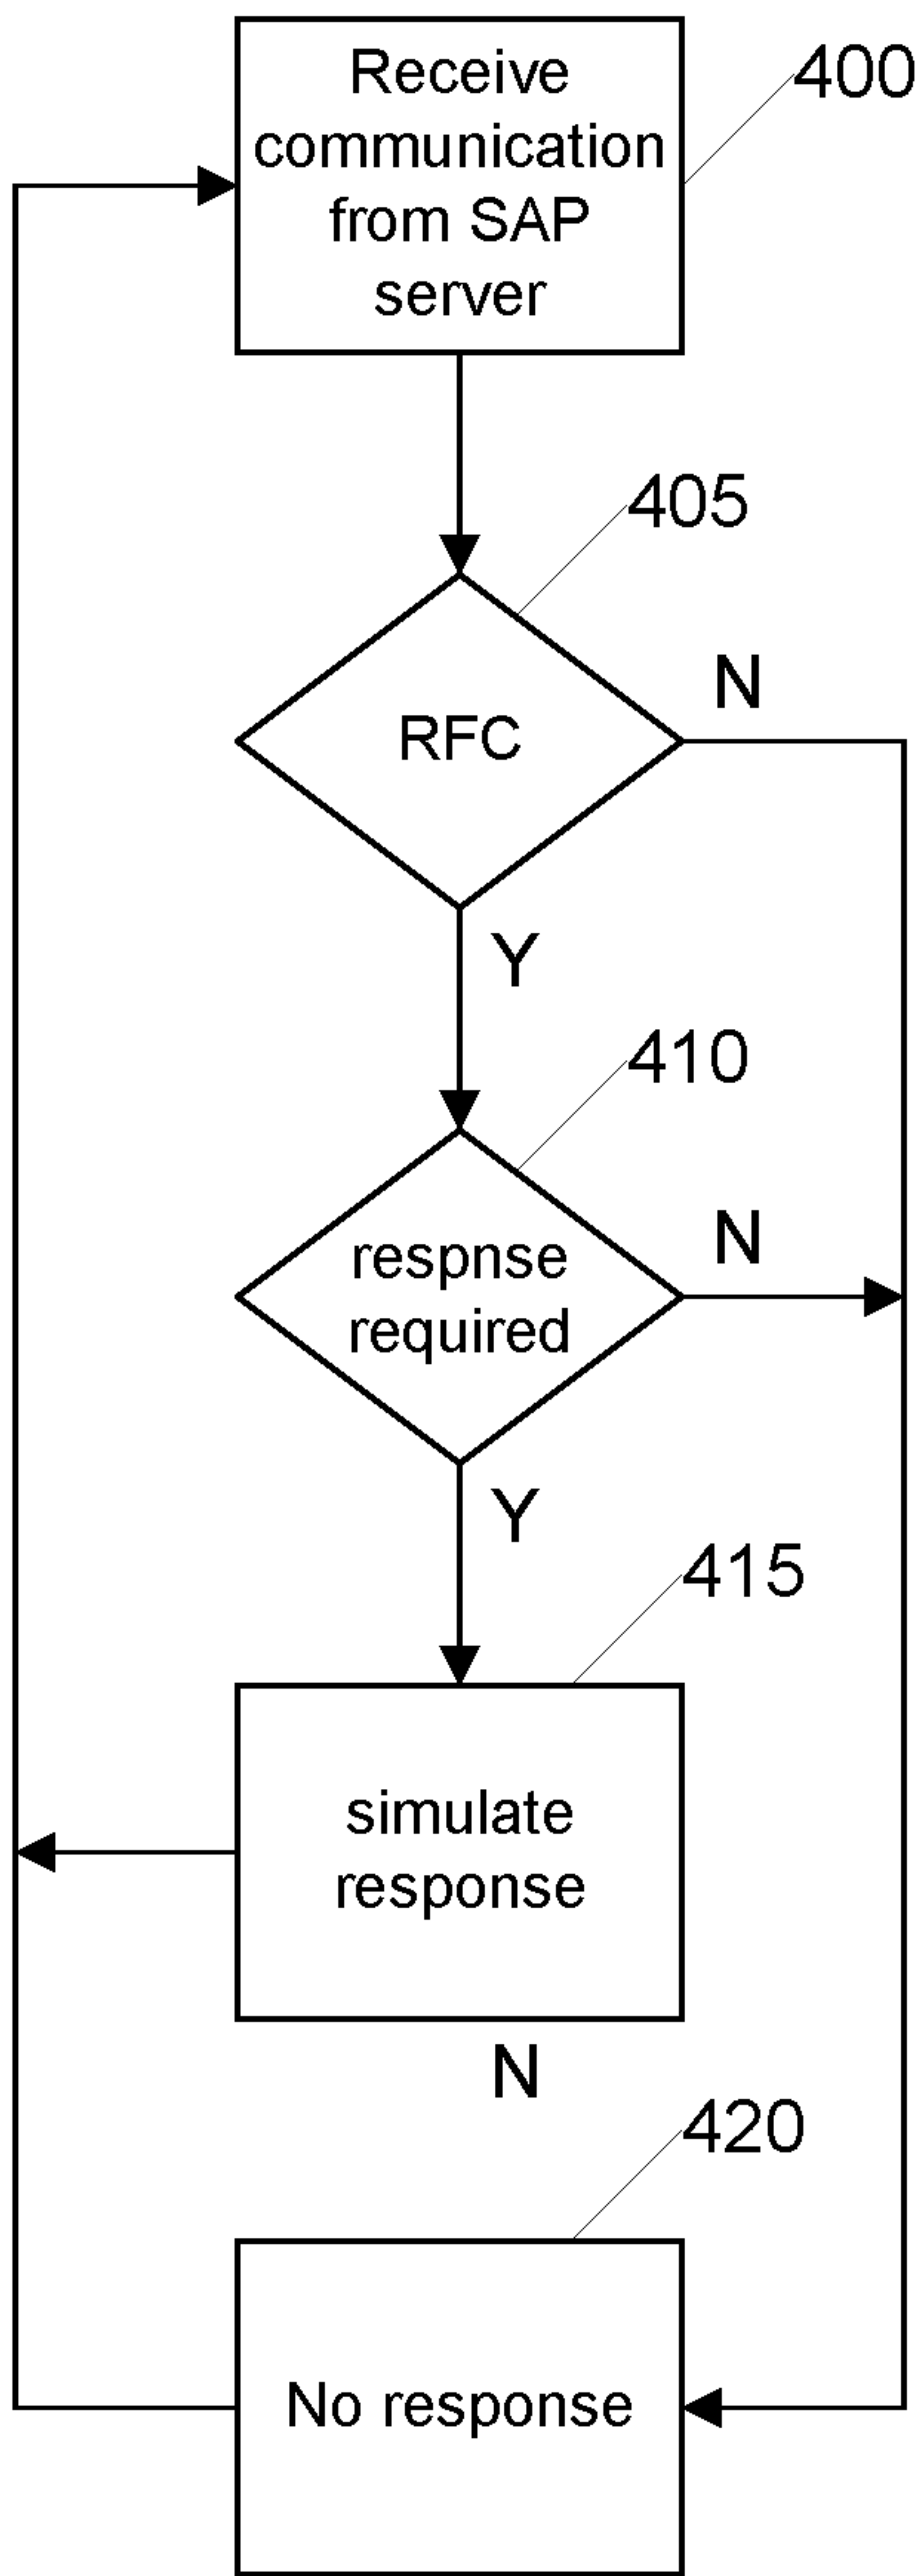 Receive
communication
from SAP
server
400
405
RFC
N
Y
410
respnse
required
N
Y
415
simulate
response
N
420
No response